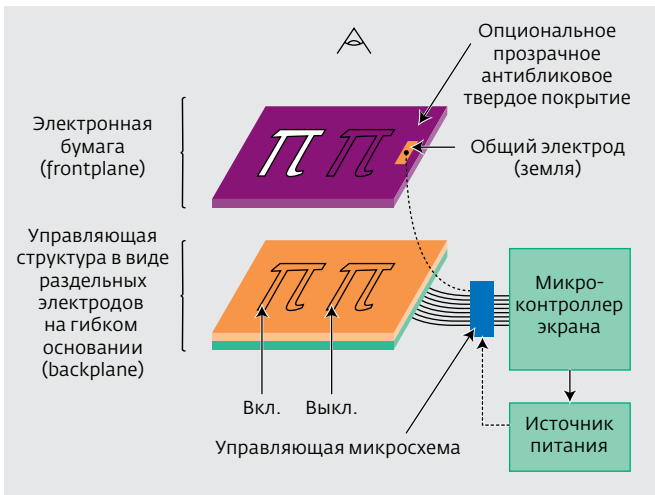 Опциональное
прозрачное
антибликовое
твердое покрытие
Электронная
бумага
(frontplane)
Общий электрод
(земля)
π π
Управляющая
структура в виде
раздельных
электродов
на гибком
основании
(backplane)
π π
Микро-
контроллер
экрана
Вкл. Выкл.
Управляющая микросхема
Источник
питания